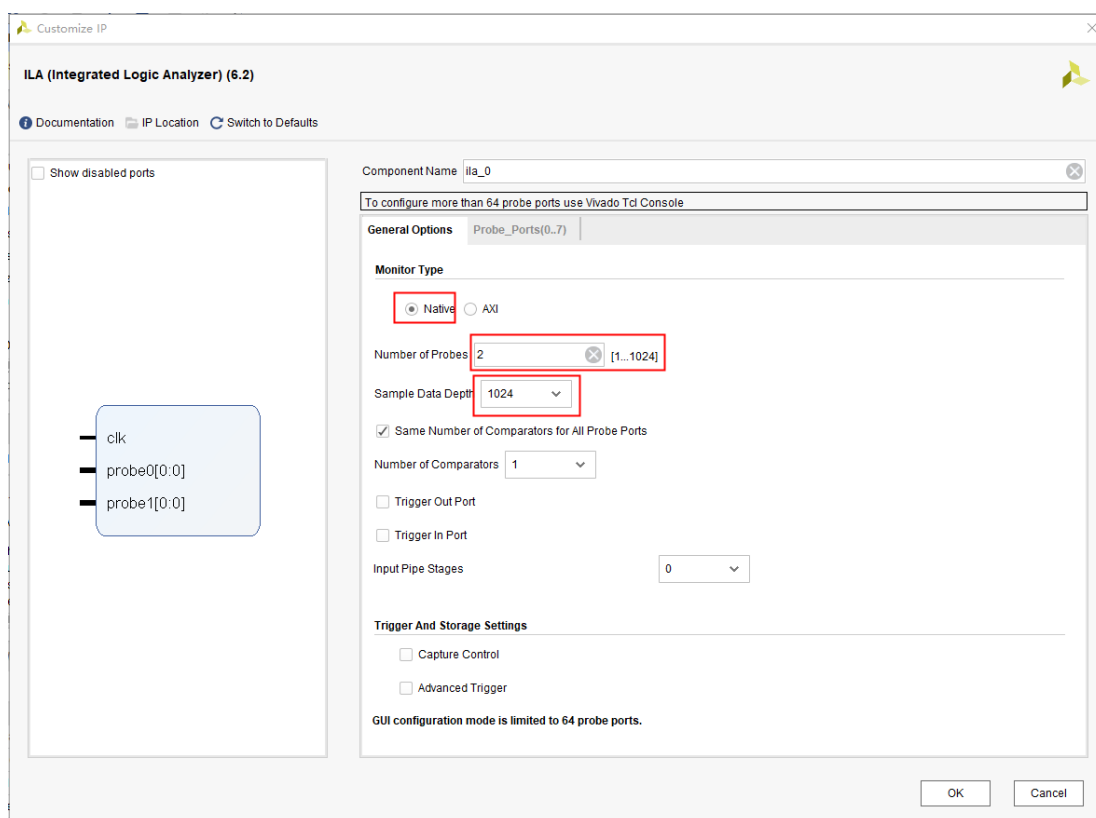 Customize IP
ILA (Integrated Logic Analyzer) (6.2)
Documentation IP Location Switch to Defaults
Show disabled ports
clk
probe0[0:0]
probe1[0:0]
Component Name ila_0
To configure more than 64 probe ports use Vivado Tcl Console
General Options Probe_Ports(0..7)
Monitor Type
Native AXI
Number of Probes 2 [1...1024]
Sample Data Depth 1024
Same Number of Comparators for All Probe Ports
Number of Comparators 1
Trigger Out Port
Trigger In Port
Input Pipe Stages 0
Trigger And Storage Settings
Capture Control
Advanced Trigger
GUI configuration mode is limited to 64 probe ports.
OK Cancel